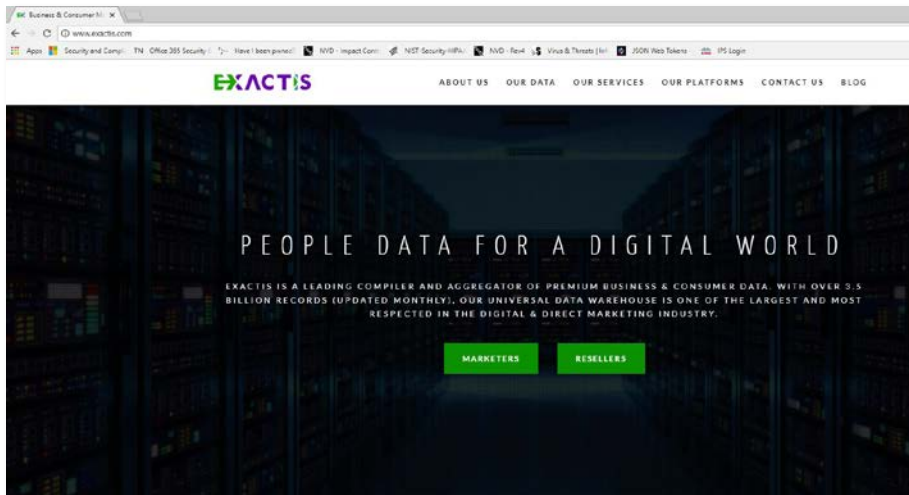 Business & Consumer
www.exactis.com
Apps Security and Compl TN Office 365 Security Have I been pwned? NVD - Impact NIST Security HIPAA NVD - Rev4 Virus & Threats JSON Web Tokens IPS Login
EXACTIS
ABOUT US OUR DATA OUR SERVICES OUR PLATFORMS CONTACT US BLOG
PEOPLE DATA FOR A DIGITAL WORLD
EXACTIS IS A LEADING COMPILER AND AGGREGATOR OF PREMIUM BUSINESS & CONSUMER DATA. WITH OVER 3.5
BILLION RECORDS (UPDATED MONTHLY), OUR UNIVERSAL DATA WAREHOUSE IS ONE OF THE LARGEST AND MOST
RESPECTED IN THE DIGITAL & DIRECT MARKETING INDUSTRY.
MARKETERS RESELLERS